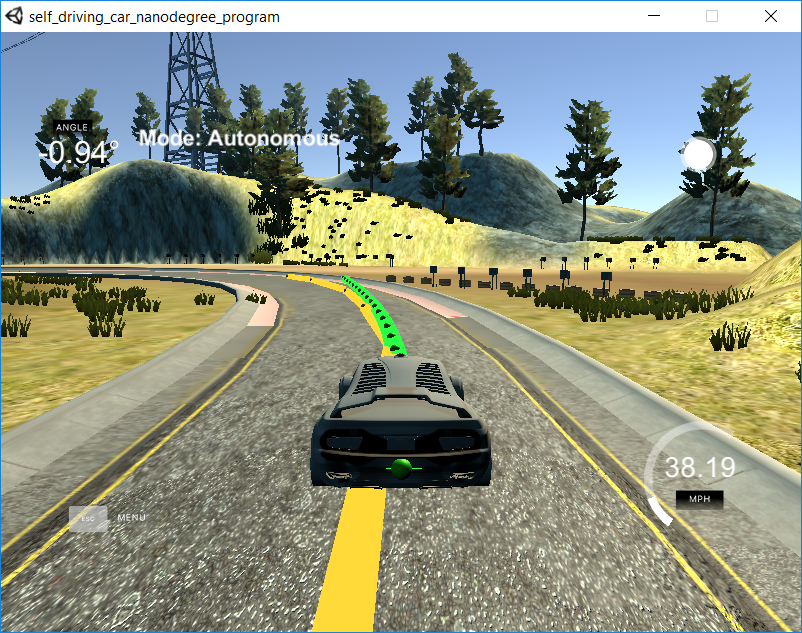 self_driving_car_nanodegree_program
ANGLE
-0.94°
Mode: Autonomous
38.19
MPH
ESC
MENU